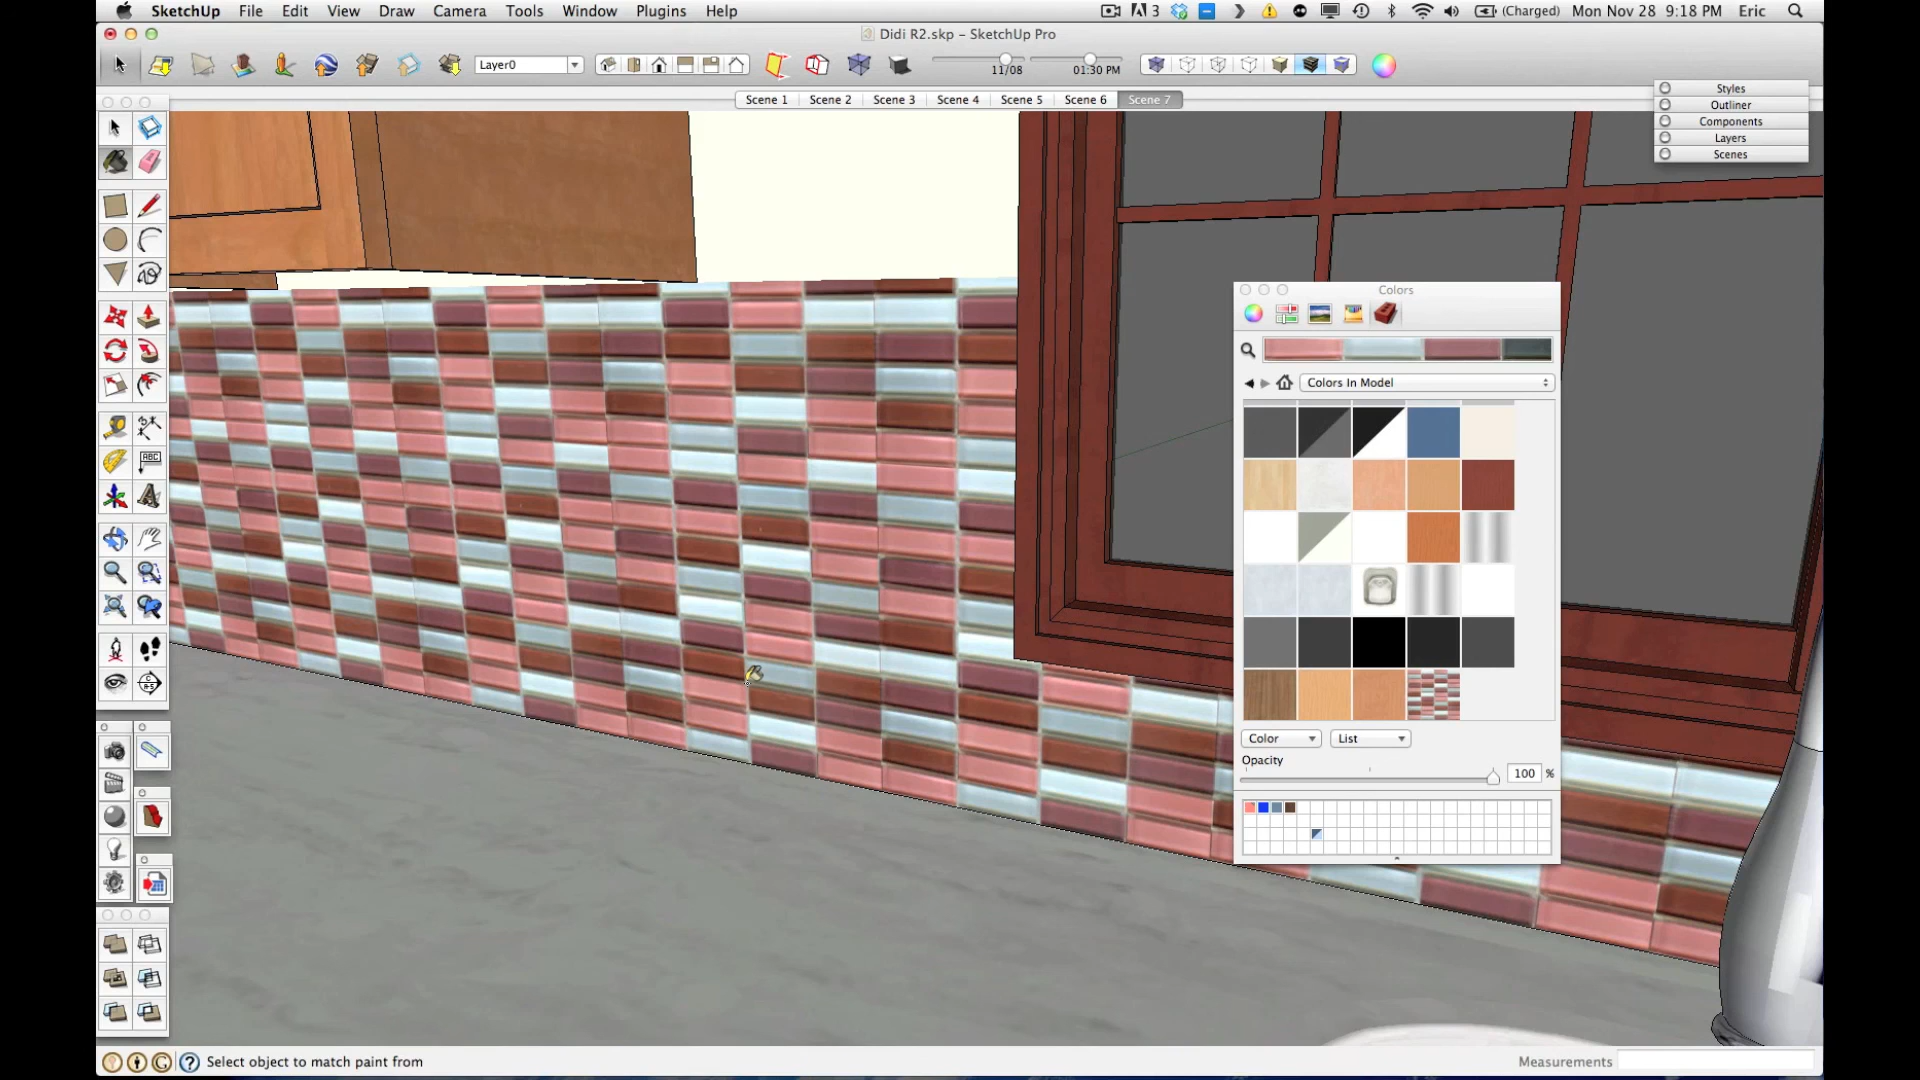 SketchUp File Edit View Draw Camera Tools Window Plugins Help 3 (Charged) Mon Nov 28 9:18 PM Eric
Didi R2.skp – SketchUp Pro
Layer0 11/08 01:30 PM
Scene 1 Scene 2 Scene 3 Scene 4 Scene 5 Scene 6 Scene 7
Styles
Outliner
Components
Layers
Scenes
Colors
Colors In Model
ABC
A
Color List
Opacity
100 %
Select object to match paint from
Measurements